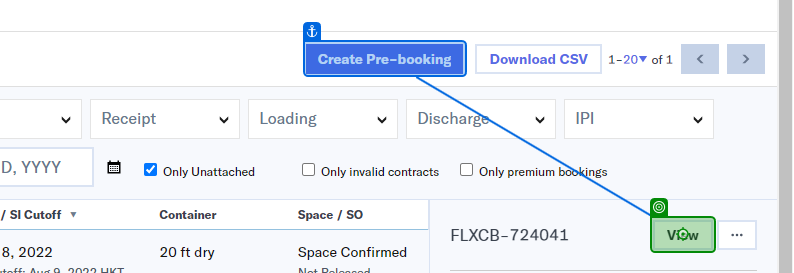 Create Pre-booking
Download CSV
1-20▾ of 1
Receipt
Loading
Discharge
IPI
D, YYYY
Only Unattached
Only invalid contracts
Only premium bookings
/ SI Cutoff ▼
Container
Space / SO
FLXCB-724041
View
...
8, 2022
20 ft dry
Space Confirmed
toff: Aug 9, 2022 HKT
Not Released